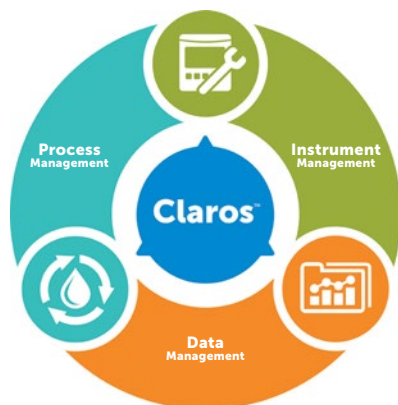 Process
Management
Instrument
Management
Claros™
Data
Management